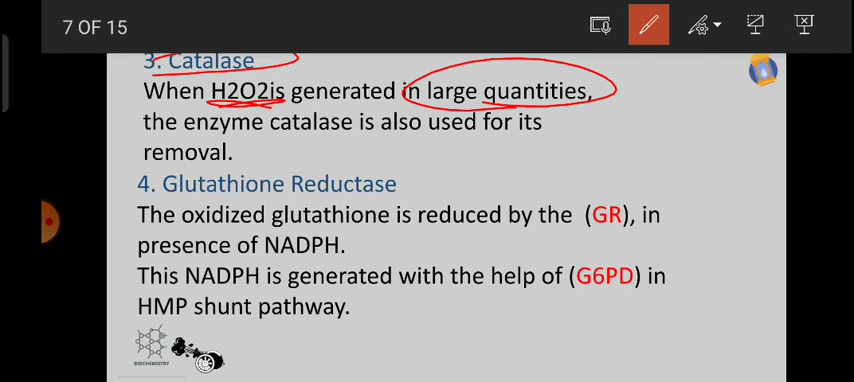 7 OF 15
3. Catalase
When H2O2is generated in large quantities,
the enzyme catalase is also used for its
removal.
4. Glutathione Reductase
The oxidized glutathione is reduced by the (GR), in
presence of NADPH.
This NADPH is generated with the help of (G6PD) in
HMP shunt pathway.
BIOCHEMISTRY